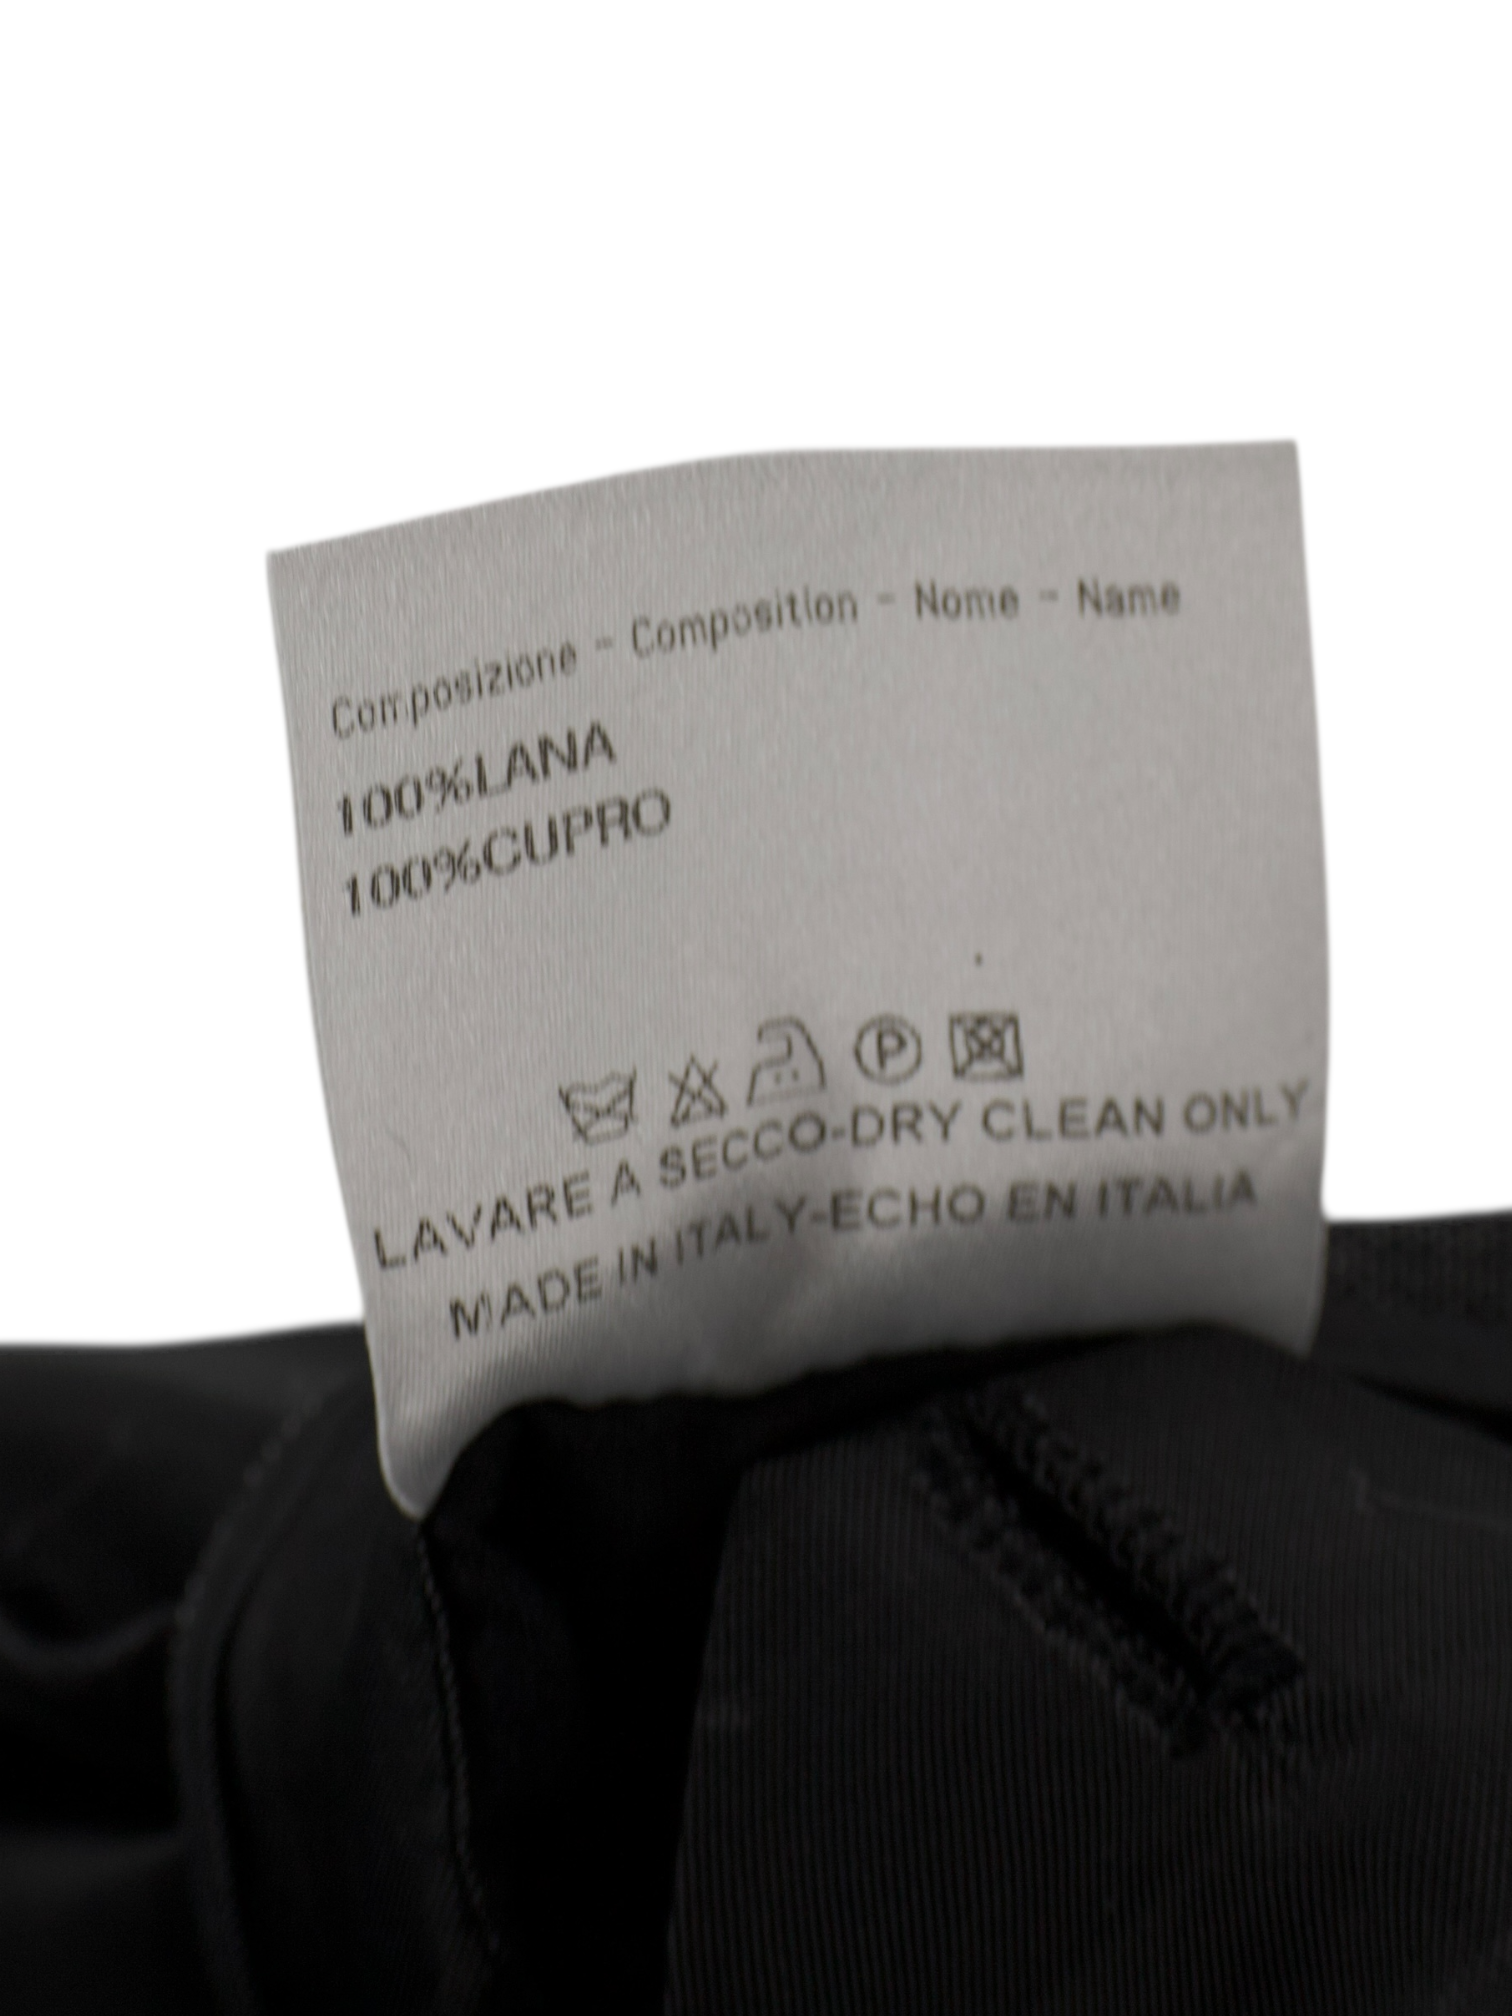 Composizione - Composition - Nome - Name
100%LANA
100%CUPRO
P
LAVARE A SECCO-DRY CLEAN ONLY
MADE IN ITALY-ECHO EN ITALIA